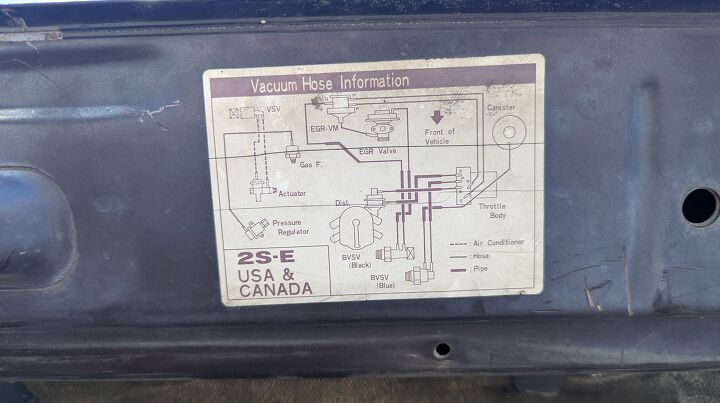 Vacuum Hose Information
VSV
EGR-VM
EGR Valve
Front of
Vehicle
Canister
Gas F.
Actuator
Dist.
Throttle
Body
Pressure
Regulator
BVSV
(Black)
BVSV
(Blue)
: Air Conditioner
: Hose
: Pipe
2S-E
USA &
CANADA